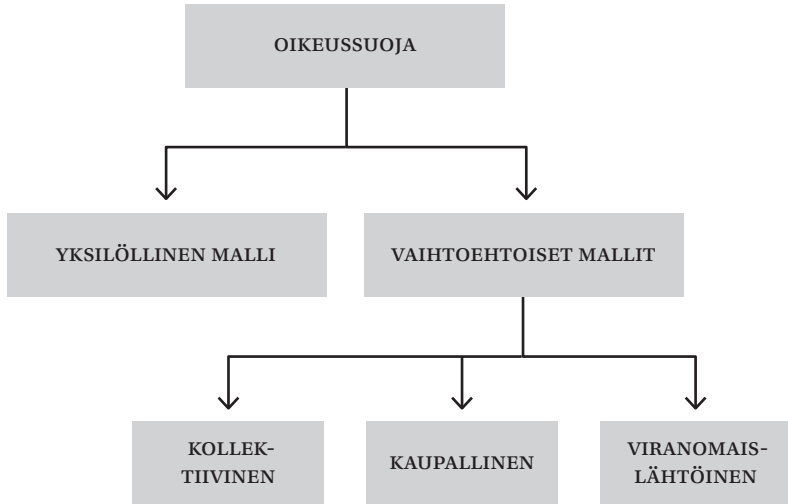 OIKEUSSUOJA
YKSILÖLLINEN MALLI
VAIHTOEHTOISET MALLIT
KOLLEK-
TIIVINEN
KAUPALLINEN
VIRANOMAIS-
LÄHTÖINEN